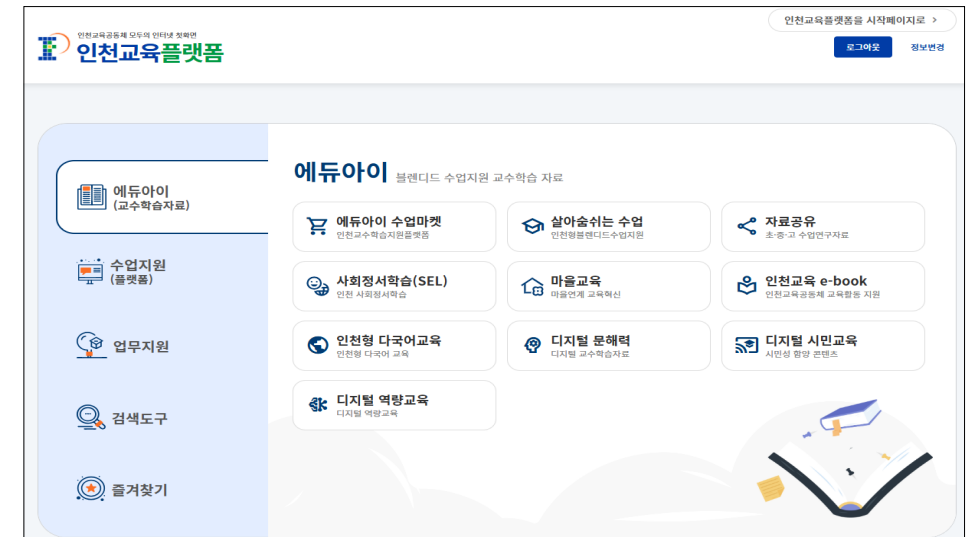 인천교육플랫폼을 시작페이지로 >
인천교육공동체 모두의 인터넷 첫화면
인천교육플랫폼
로그아웃 정보변경
에듀아이
(교수학습자료)
수업지원
(플랫폼)
업무지원
검색도구
즐겨찾기
에듀아이 블렌디드 수업지원 교수학습 자료
에듀아이 수업마켓
인천교수학습지원플랫폼
살아숨쉬는 수업
인천형블렌디드수업지원
자료공유
초·중·고 수업연구자료
사회정서학습(SEL)
인천 사회정서학습
마을교육
마을연계 교육혁신
인천교육 e-book
인천교육공동체 교육활동 지원
인천형 다국어교육
인천형 다국어 교육
디지털 문해력
디지털 교수학습자료
디지털 시민교육
시민성 함양 콘텐츠
디지털 역량교육
디지털 역량교육